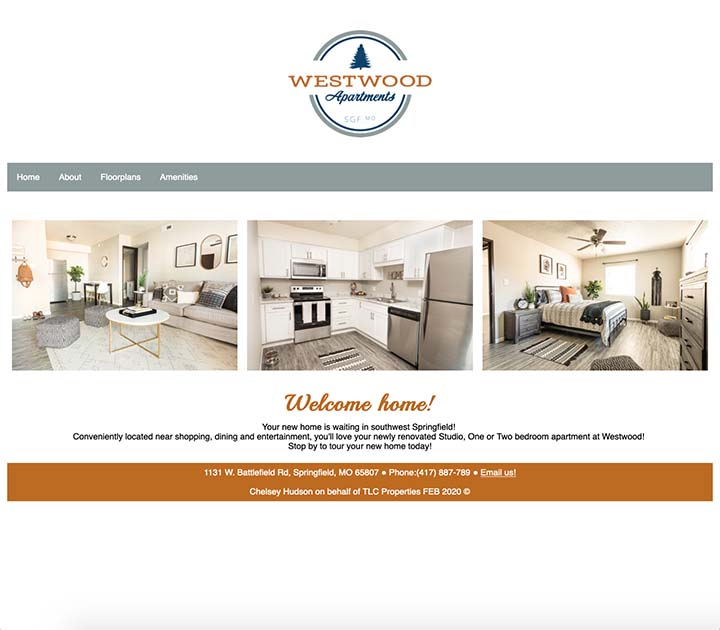 WESTWOOD
Apartments
SGF MO
Home About Floorplans Amenities
Welcome home!
Your new home is waiting in southwest Springfield!
Conveniently located near shopping, dining and entertainment, you'll love your newly renovated Studio, One or Two bedroom apartment at Westwood!
Stop by to tour your new home today!
1131 W. Battlefield Rd, Springfield, MO 65807 ● Phone:(417) 887-789 ● Email us!
Chelsey Hudson on behalf of TLC Properties FEB 2020 ©